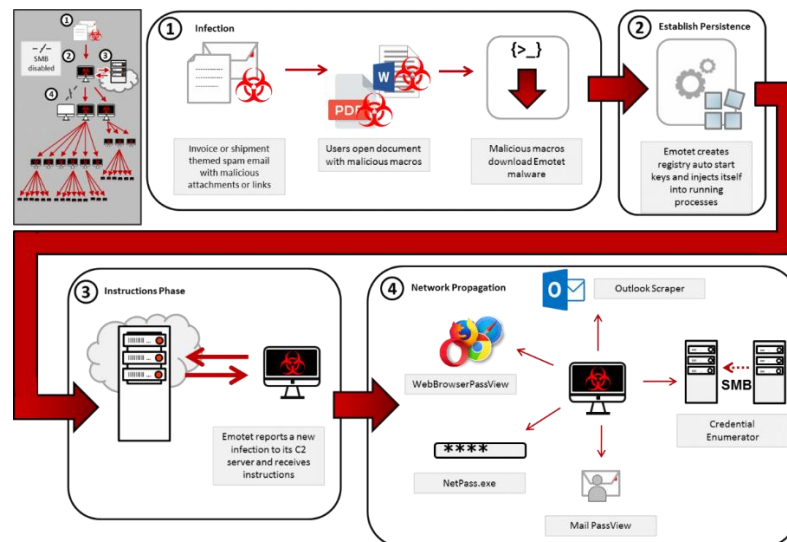 1
–/–
SMB
disabled
2
3
4
1 Infection
{>_}
W
PDF
Invoice or shipment
themed spam email
with malicious
attachments or links
Users open document
with malicious macros
Malicious macros
download Emotet
malware
2 Establish Persistence
Emotet creates
registry auto start
keys and injects itself
into running
processes
3 Instructions Phase
Emotet reports a new
infection to its C2
server and receives
instructions
4 Network Propagation
O
Outlook Scraper
WebBrowserPassView
SMB
Credential
Enumerator
****
NetPass.exe
Mail PassView